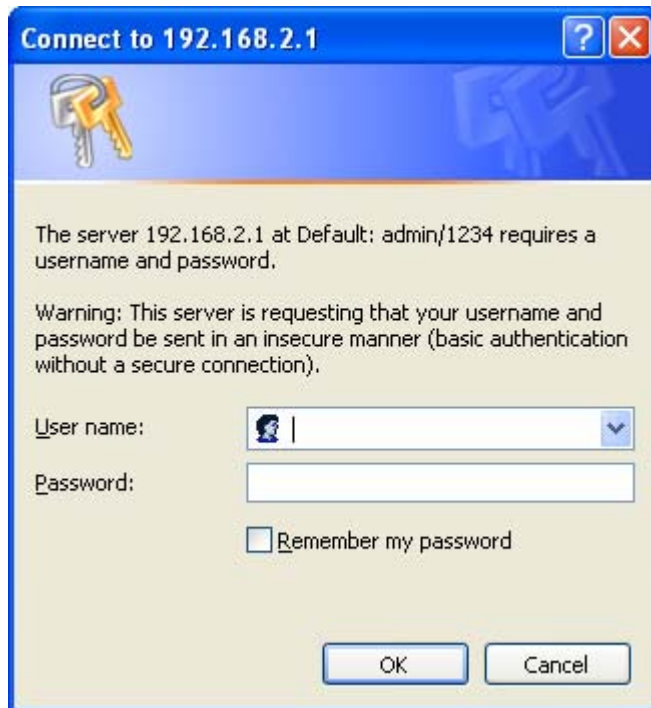 Connect to 192.168.2.1
The server 192.168.2.1 at Default: admin/1234 requires a
username and password.
Warning: This server is requesting that your username and
password be sent in an insecure manner (basic authentication
without a secure connection).
User name:
Password:
Remember my password
OK Cancel